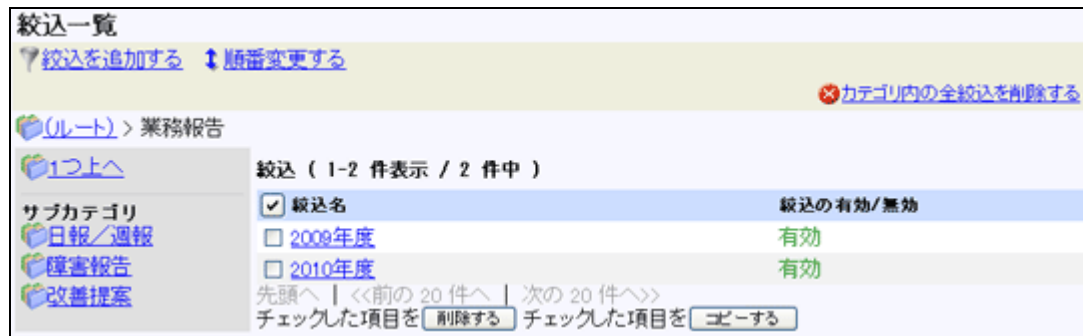 絞込一覧
絞込を追加する 順番変更する
カテゴリ内の全絞込を削除する
(ルート) > 業務報告
1つ上へ
サブカテゴリ
日報／週報
障害報告
改善提案
絞込 ( 1-2 件表示 / 2 件中 )
絞込名 絞込の有効/無効
2009年度 有効
2010年度 有効
先頭へ | <<前の 20 件へ | 次の 20 件へ>>
チェックした項目を 削除する チェックした項目を コピーする